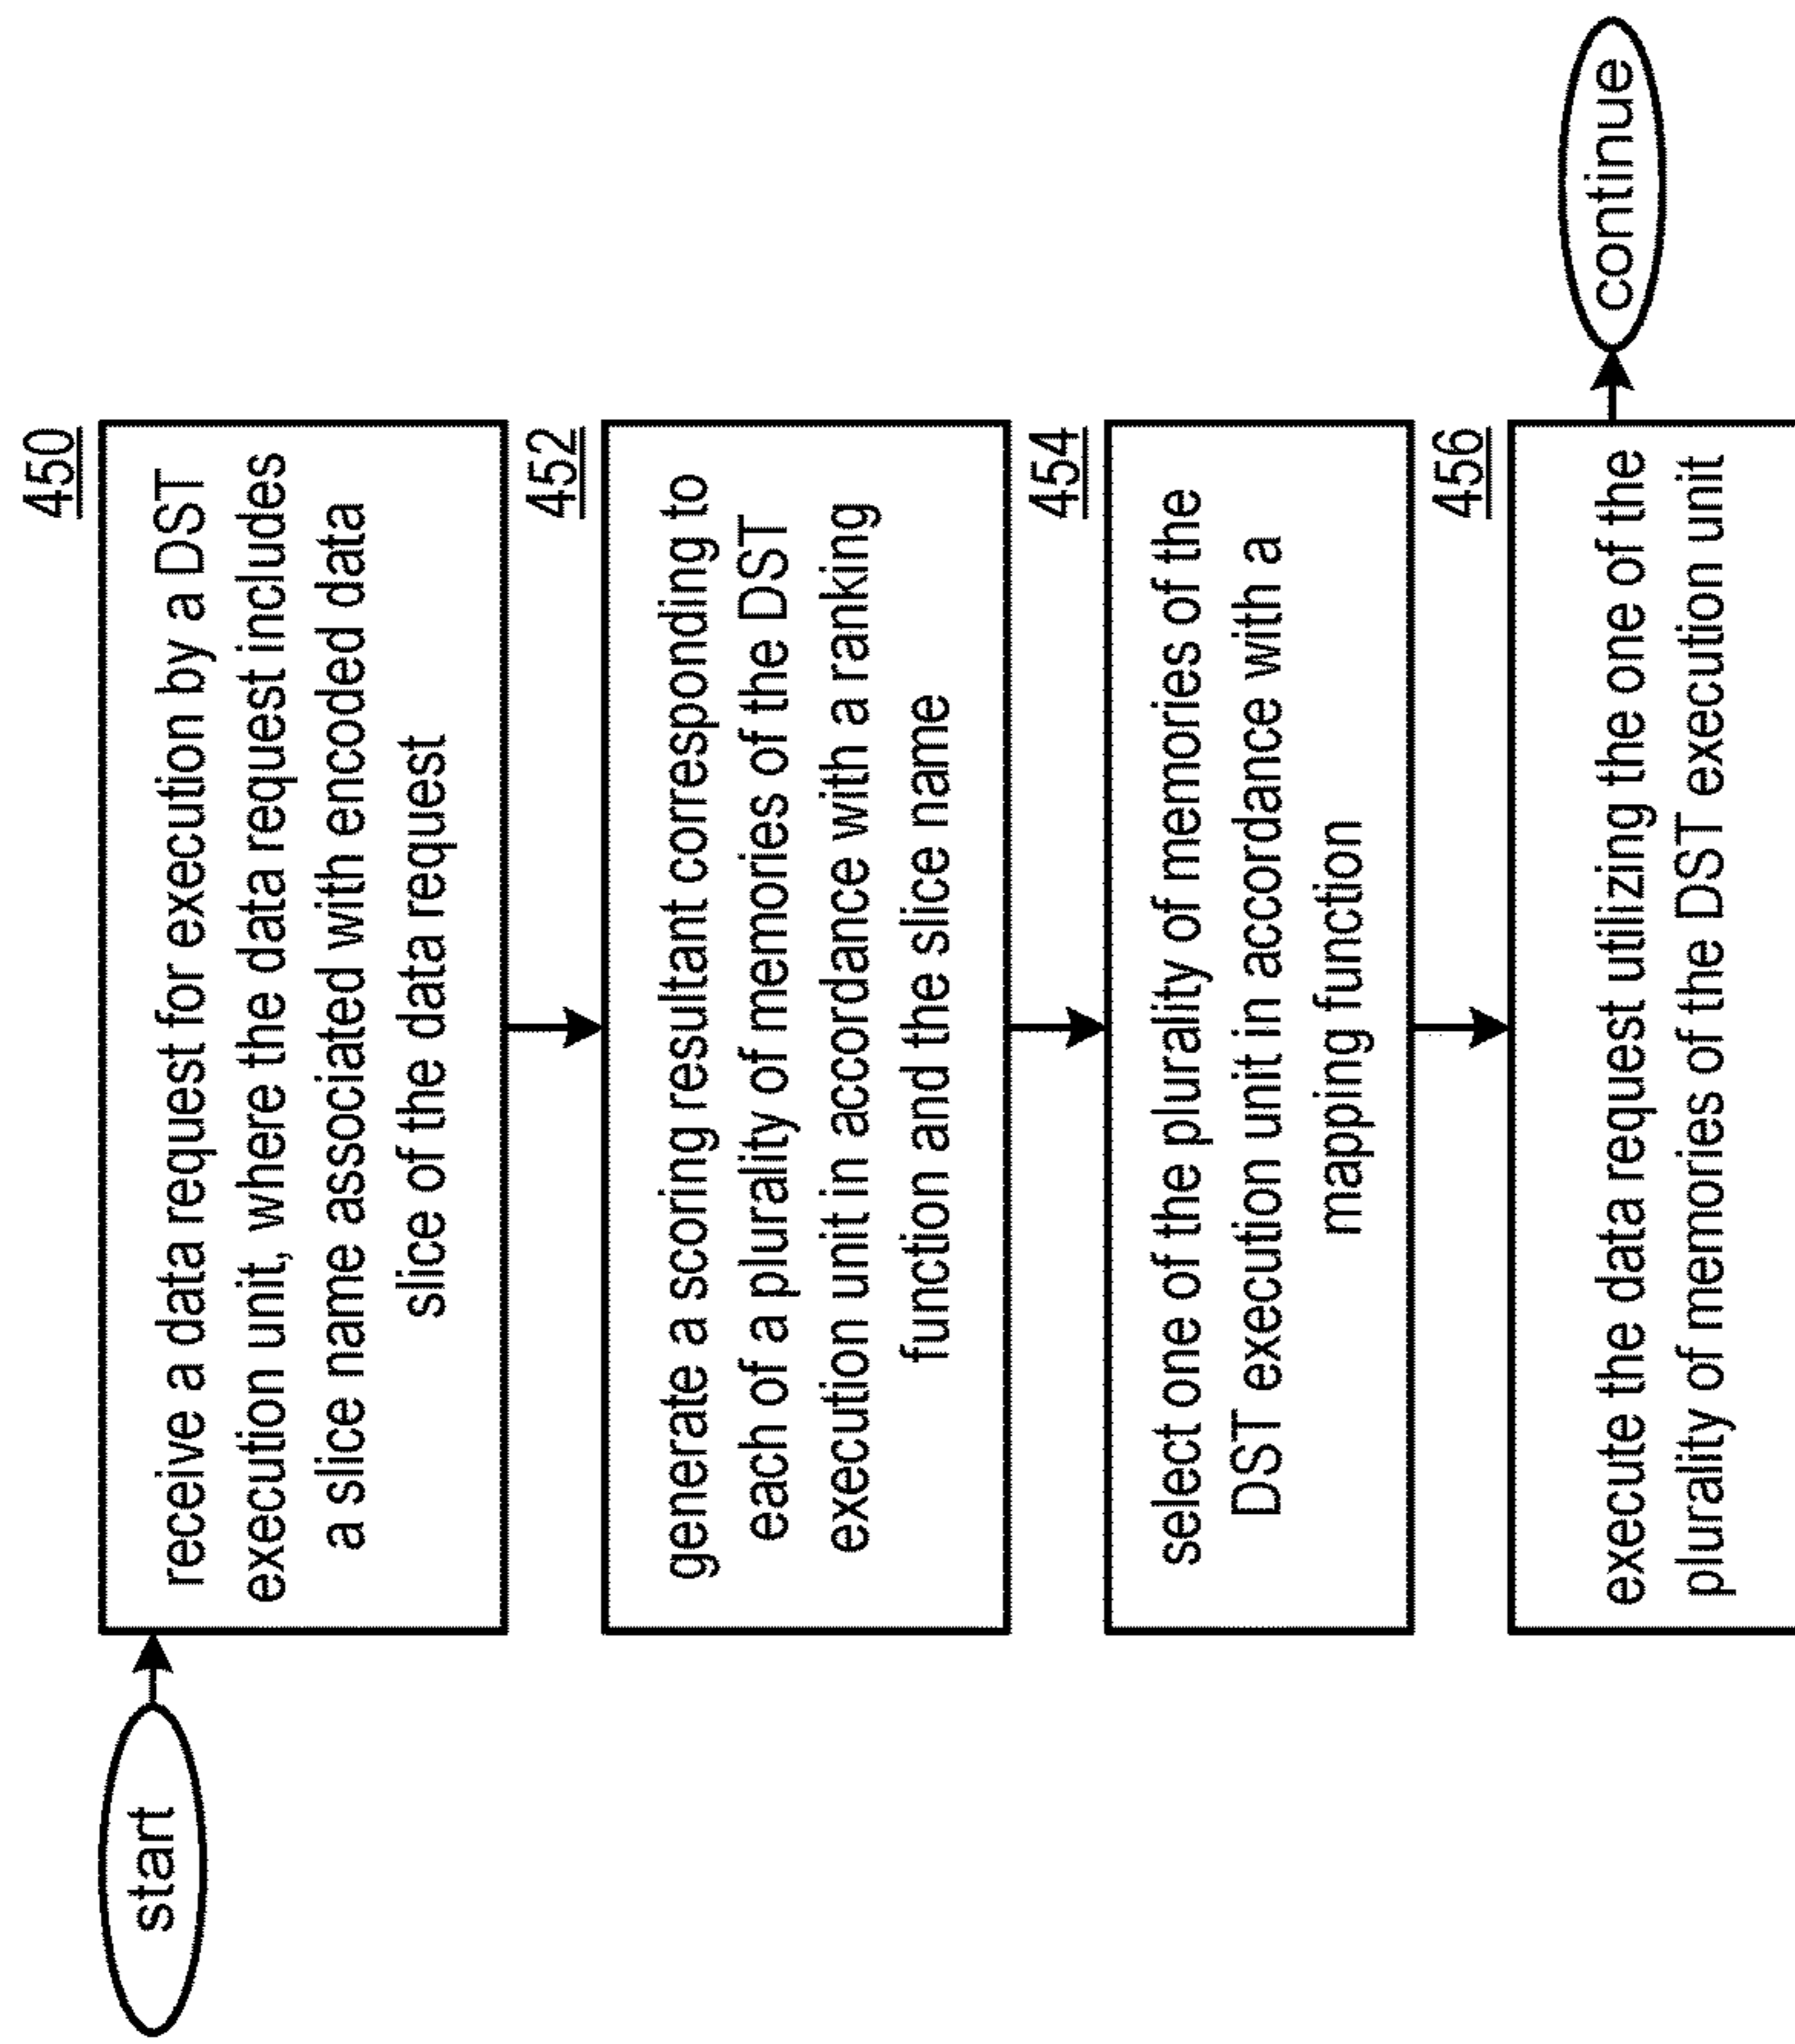 start
450
receive a data request for execution by a DST
execution unit, where the data request includes
a slice name associated with encoded data
slice of the data request
452
generate a scoring resultant corresponding to
each of a plurality of memories of the DST
execution unit in accordance with a ranking
function and the slice name
454
select one of the plurality of memories of the
DST execution unit in accordance with a
mapping function
456
execute the data request utilizing the one of the
plurality of memories of the DST execution unit
continue